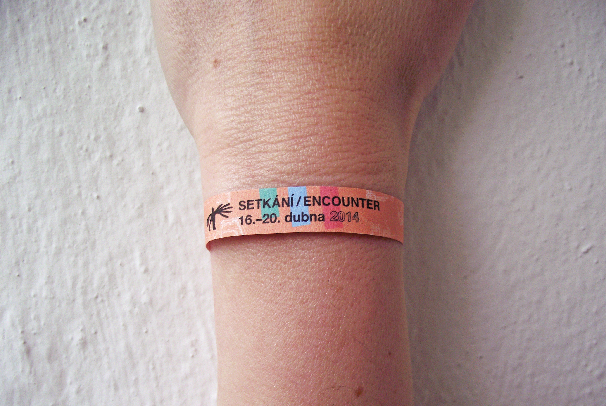 SETKÁNÍ / ENCOUNTER
16.–20. dubna 2014